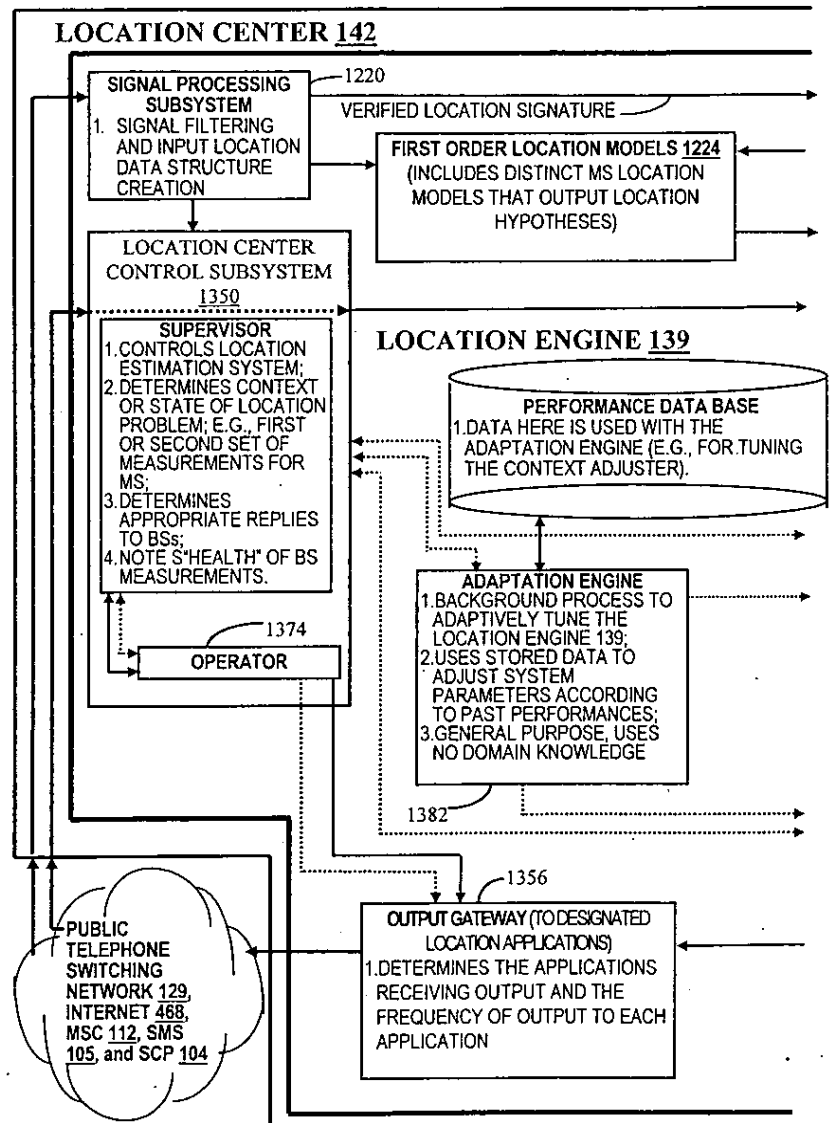 LOCATION CENTER 142
1220
SIGNAL PROCESSING
SUBSYSTEM
1. SIGNAL FILTERING
AND INPUT LOCATION
DATA STRUCTURE
CREATION
VERIFIED LOCATION SIGNATURE
FIRST ORDER LOCATION MODELS 1224
(INCLUDES DISTINCT MS LOCATION
MODELS THAT OUTPUT LOCATION
HYPOTHESES)
LOCATION CENTER
CONTROL SUBSYSTEM
1350
SUPERVISOR
1.CONTROLS LOCATION
ESTIMATION SYSTEM;
2.DETERMINES CONTEXT
OR STATE OF LOCATION
PROBLEM; E.G., FIRST
OR SECOND SET OF
MEASUREMENTS FOR
MS;
3.DETERMINES
APPROPRIATE REPLIES
TO BSs;
4.NOTE S"HEALTH" OF BS
MEASUREMENTS.
1374
OPERATOR
LOCATION ENGINE 139
PERFORMANCE DATA BASE
1.DATA HERE IS USED WITH THE
ADAPTATION ENGINE (E.G., FOR TUNING
THE CONTEXT ADJUSTER).
ADAPTATION ENGINE
1.BACKGROUND PROCESS TO
ADAPTIVELY TUNE THE
LOCATION ENGINE 139;
2.USES STORED DATA TO
ADJUST SYSTEM
PARAMETERS ACCORDING
TO PAST PERFORMANCES;
3.GENERAL PURPOSE, USES
NO DOMAIN KNOWLEDGE
1382
1356
OUTPUT GATEWAY (TO DESIGNATED
LOCATION APPLICATIONS)
1.DETERMINES THE APPLICATIONS
RECEIVING OUTPUT AND THE
FREQUENCY OF OUTPUT TO EACH
APPLICATION
PUBLIC
TELEPHONE
SWITCHING
NETWORK 129,
INTERNET 468,
MSC 112, SMS
105, and SCP 104